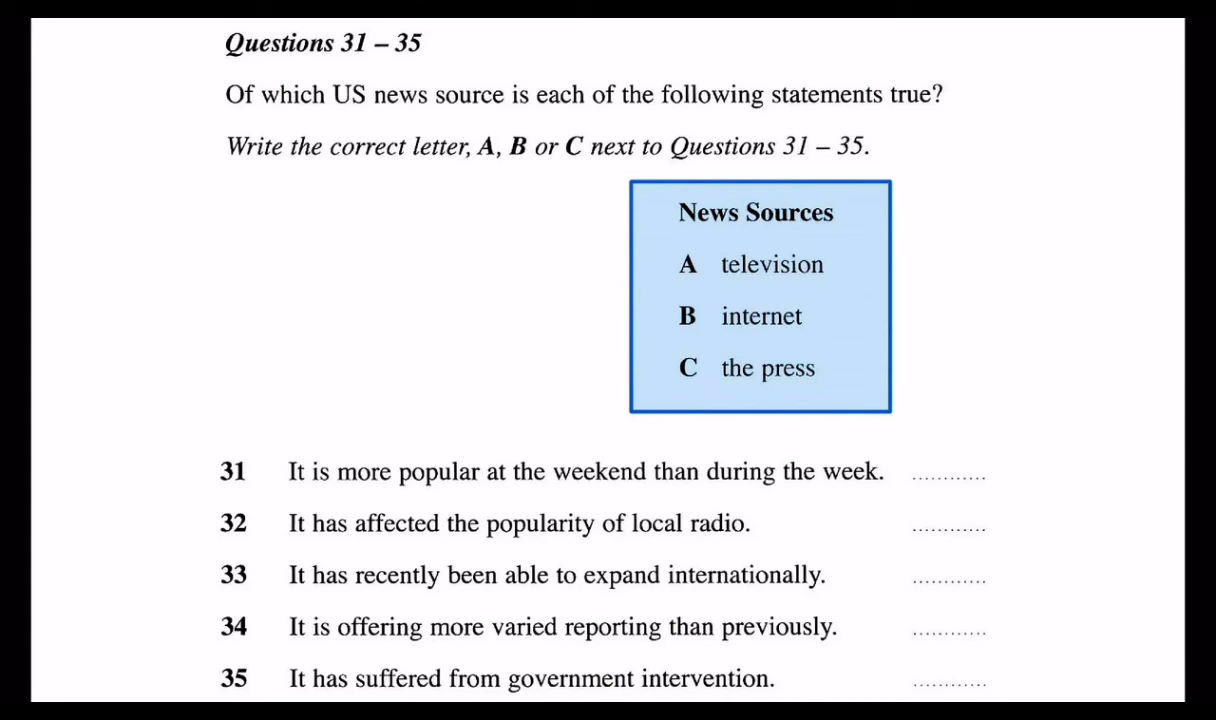 Questions 31 – 35
Of which US news source is each of the following statements true?
Write the correct letter, A, B or C next to Questions 31 – 35.
News Sources
A television
B internet
C the press
31 It is more popular at the weekend than during the week. ............
32 It has affected the popularity of local radio. ............
33 It has recently been able to expand internationally. ............
34 It is offering more varied reporting than previously. ............
35 It has suffered from government intervention. ............